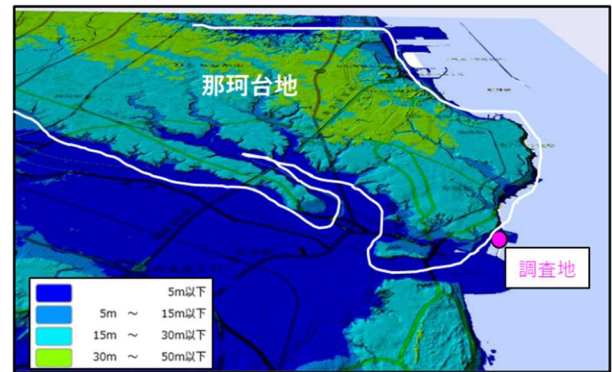 那珂台地
調査地
5m以下
5m ～ 15m以下
15m ～ 30m以下
30m ～ 50m以下